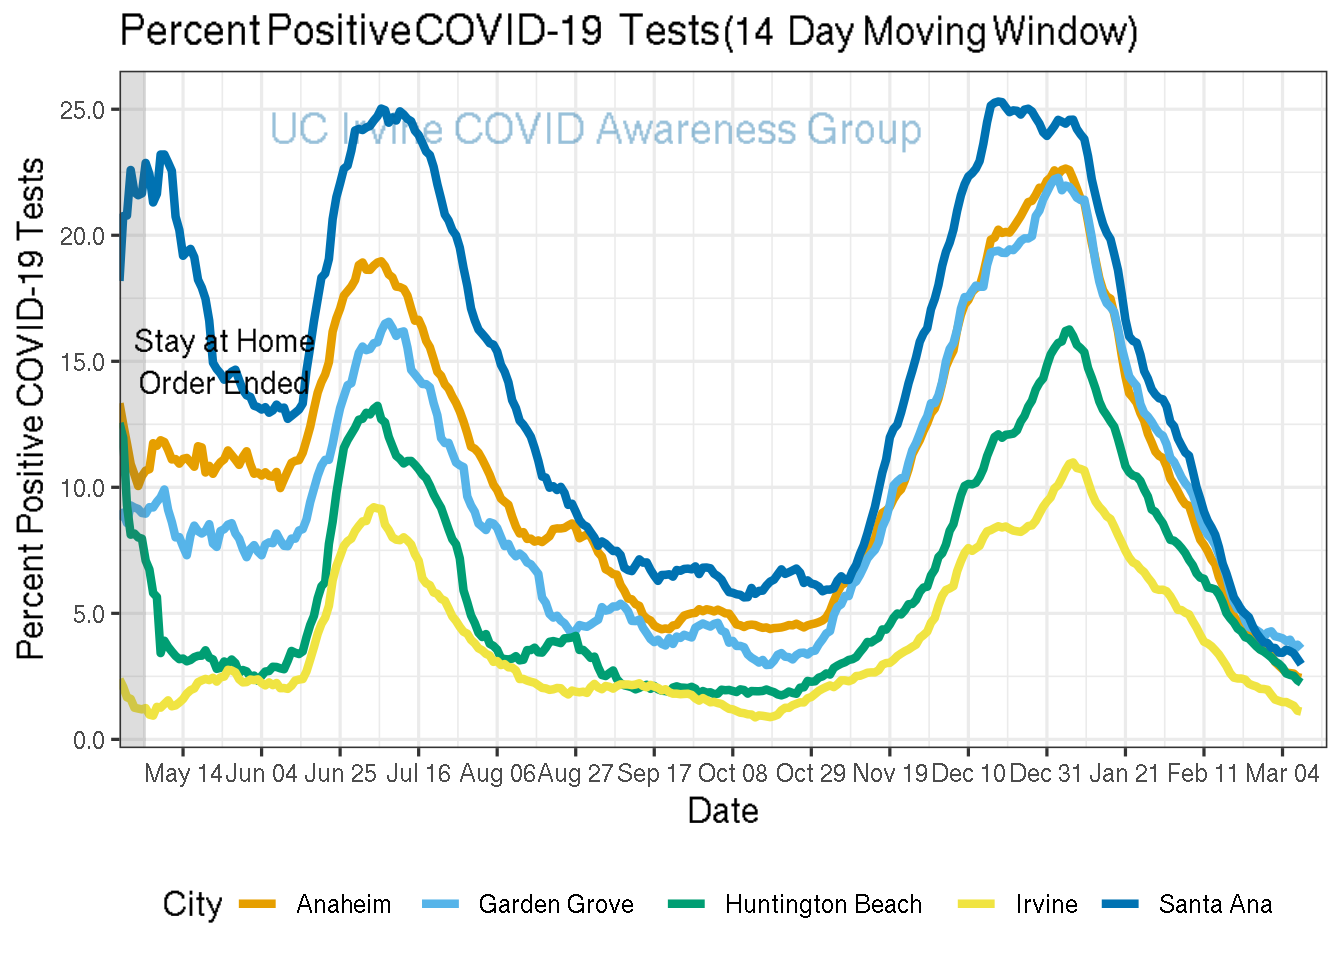 Percent Positive COVID-19 Tests (14 Day Moving Window)
UC Irvine COVID Awareness Group
Percent Positive COVID-19 Tests
25.0
20.0
15.0
10.0
5.0
0.0
Stay at Home
Order Ended
May 14 Jun 04 Jun 25 Jul 16 Aug 06 Aug 27 Sep 17 Oct 08 Oct 29 Nov 19 Dec 10 Dec 31 Jan 21 Feb 11 Mar 04
Date
City Anaheim Garden Grove Huntington Beach Irvine Santa Ana